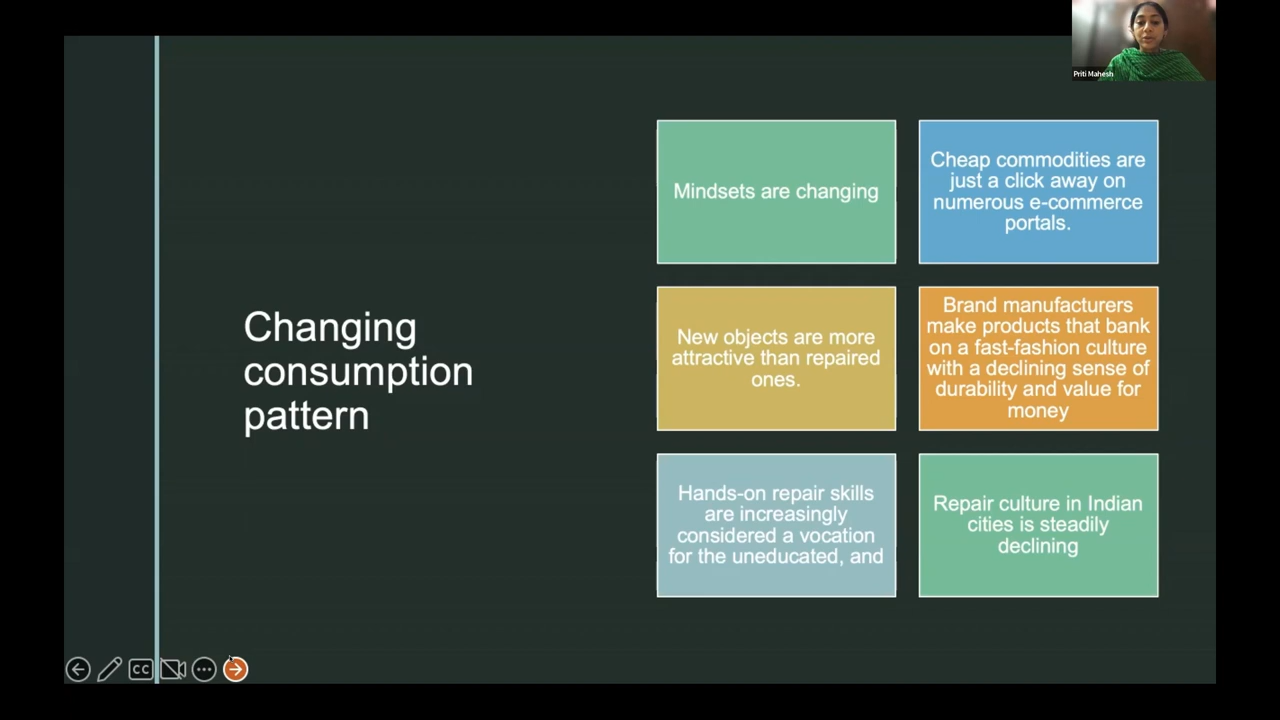 Priti Mahesh
Changing
consumption
pattern
Mindsets are changing
Cheap commodities are
just a click away on
numerous e-commerce
portals.
New objects are more
attractive than repaired
ones.
Brand manufacturers
make products that bank
on a fast-fashion culture
with a declining sense of
durability and value for
money
Hands-on repair skills
are increasingly
considered a vocation
for the uneducated, and
Repair culture in Indian
cities is steadily
declining
CC